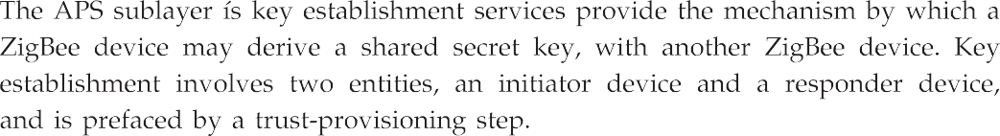 The APS sublayer ís key establishment services provide the mechanism by which a
ZigBee device may derive a shared secret key, with another ZigBee device. Key
establishment involves two entities, an initiator device and a responder device,
and is prefaced by a trust-provisioning step.